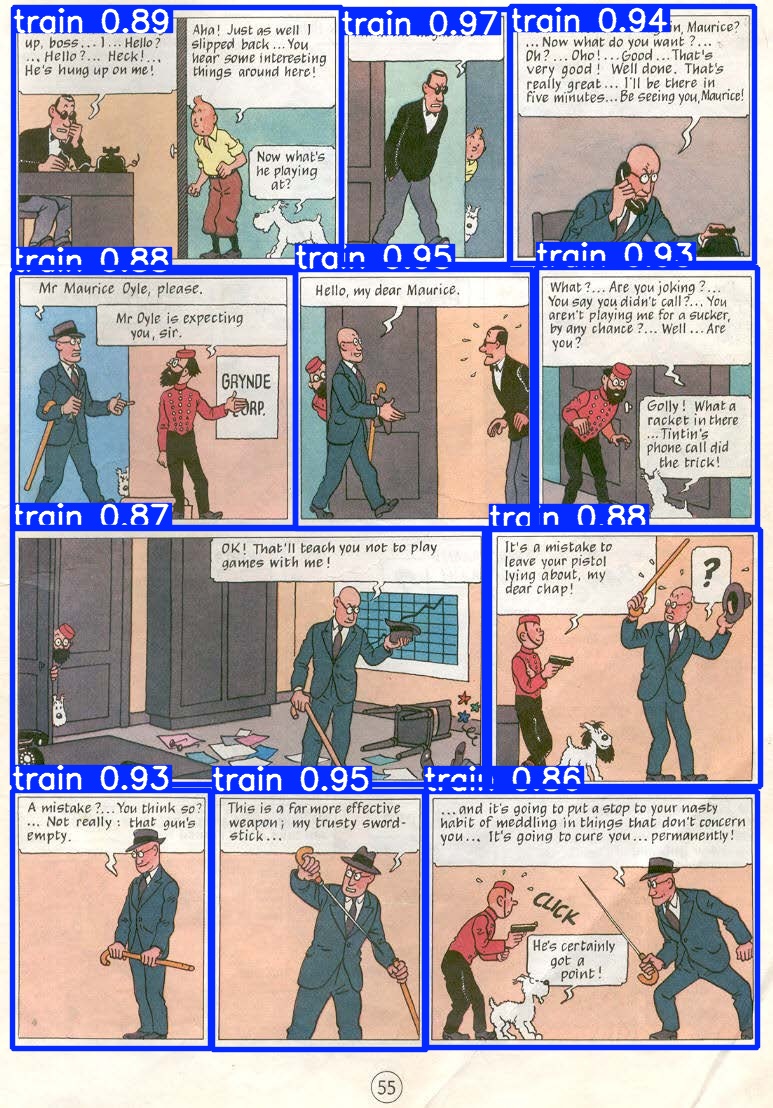 train 0.89
up, boss... I... Hello?
... Hello?... Heck!...
He's hung up on me!
Aha! Just as well I
slipped back... You
hear some interesting
things around here!
Now what's
he playing
at?
train 0.97
train 0.94
Maurice?
... Now what do you want?...
Oh?... Oho!... Good... That's
very good! Well done. That's
really great... I'll be there in
five minutes... Be seeing you, Maurice!
train 0.88
Mr Maurice Oyle, please.
Mr Oyle is expecting
you, sir.
GRYNDE
ORP.
train 0.95
Hello, my dear Maurice.
train 0.93
What?... Are you joking?...
You say you didn't call?... You
aren't playing me for a sucker,
by any chance?... Well... Are
you?
Golly! What a
racket in there
... Tintin's
phone call did
the trick!
train 0.87
OK! That'll teach you not to play
games with me!
train 0.88
It's a mistake to
leave your pistol
lying about, my
dear chap!
?
train 0.93
A mistake?... You think so?
... Not really: that gun's
empty.
train 0.95
This is a far more effective
weapon; my trusty sword-
stick...
train 0.86
...and it's going to put a stop to your nasty
habit of meddling in things that don't concern
you... It's going to cure you... permanently!
CLICK
He's certainly
got a
point!
55